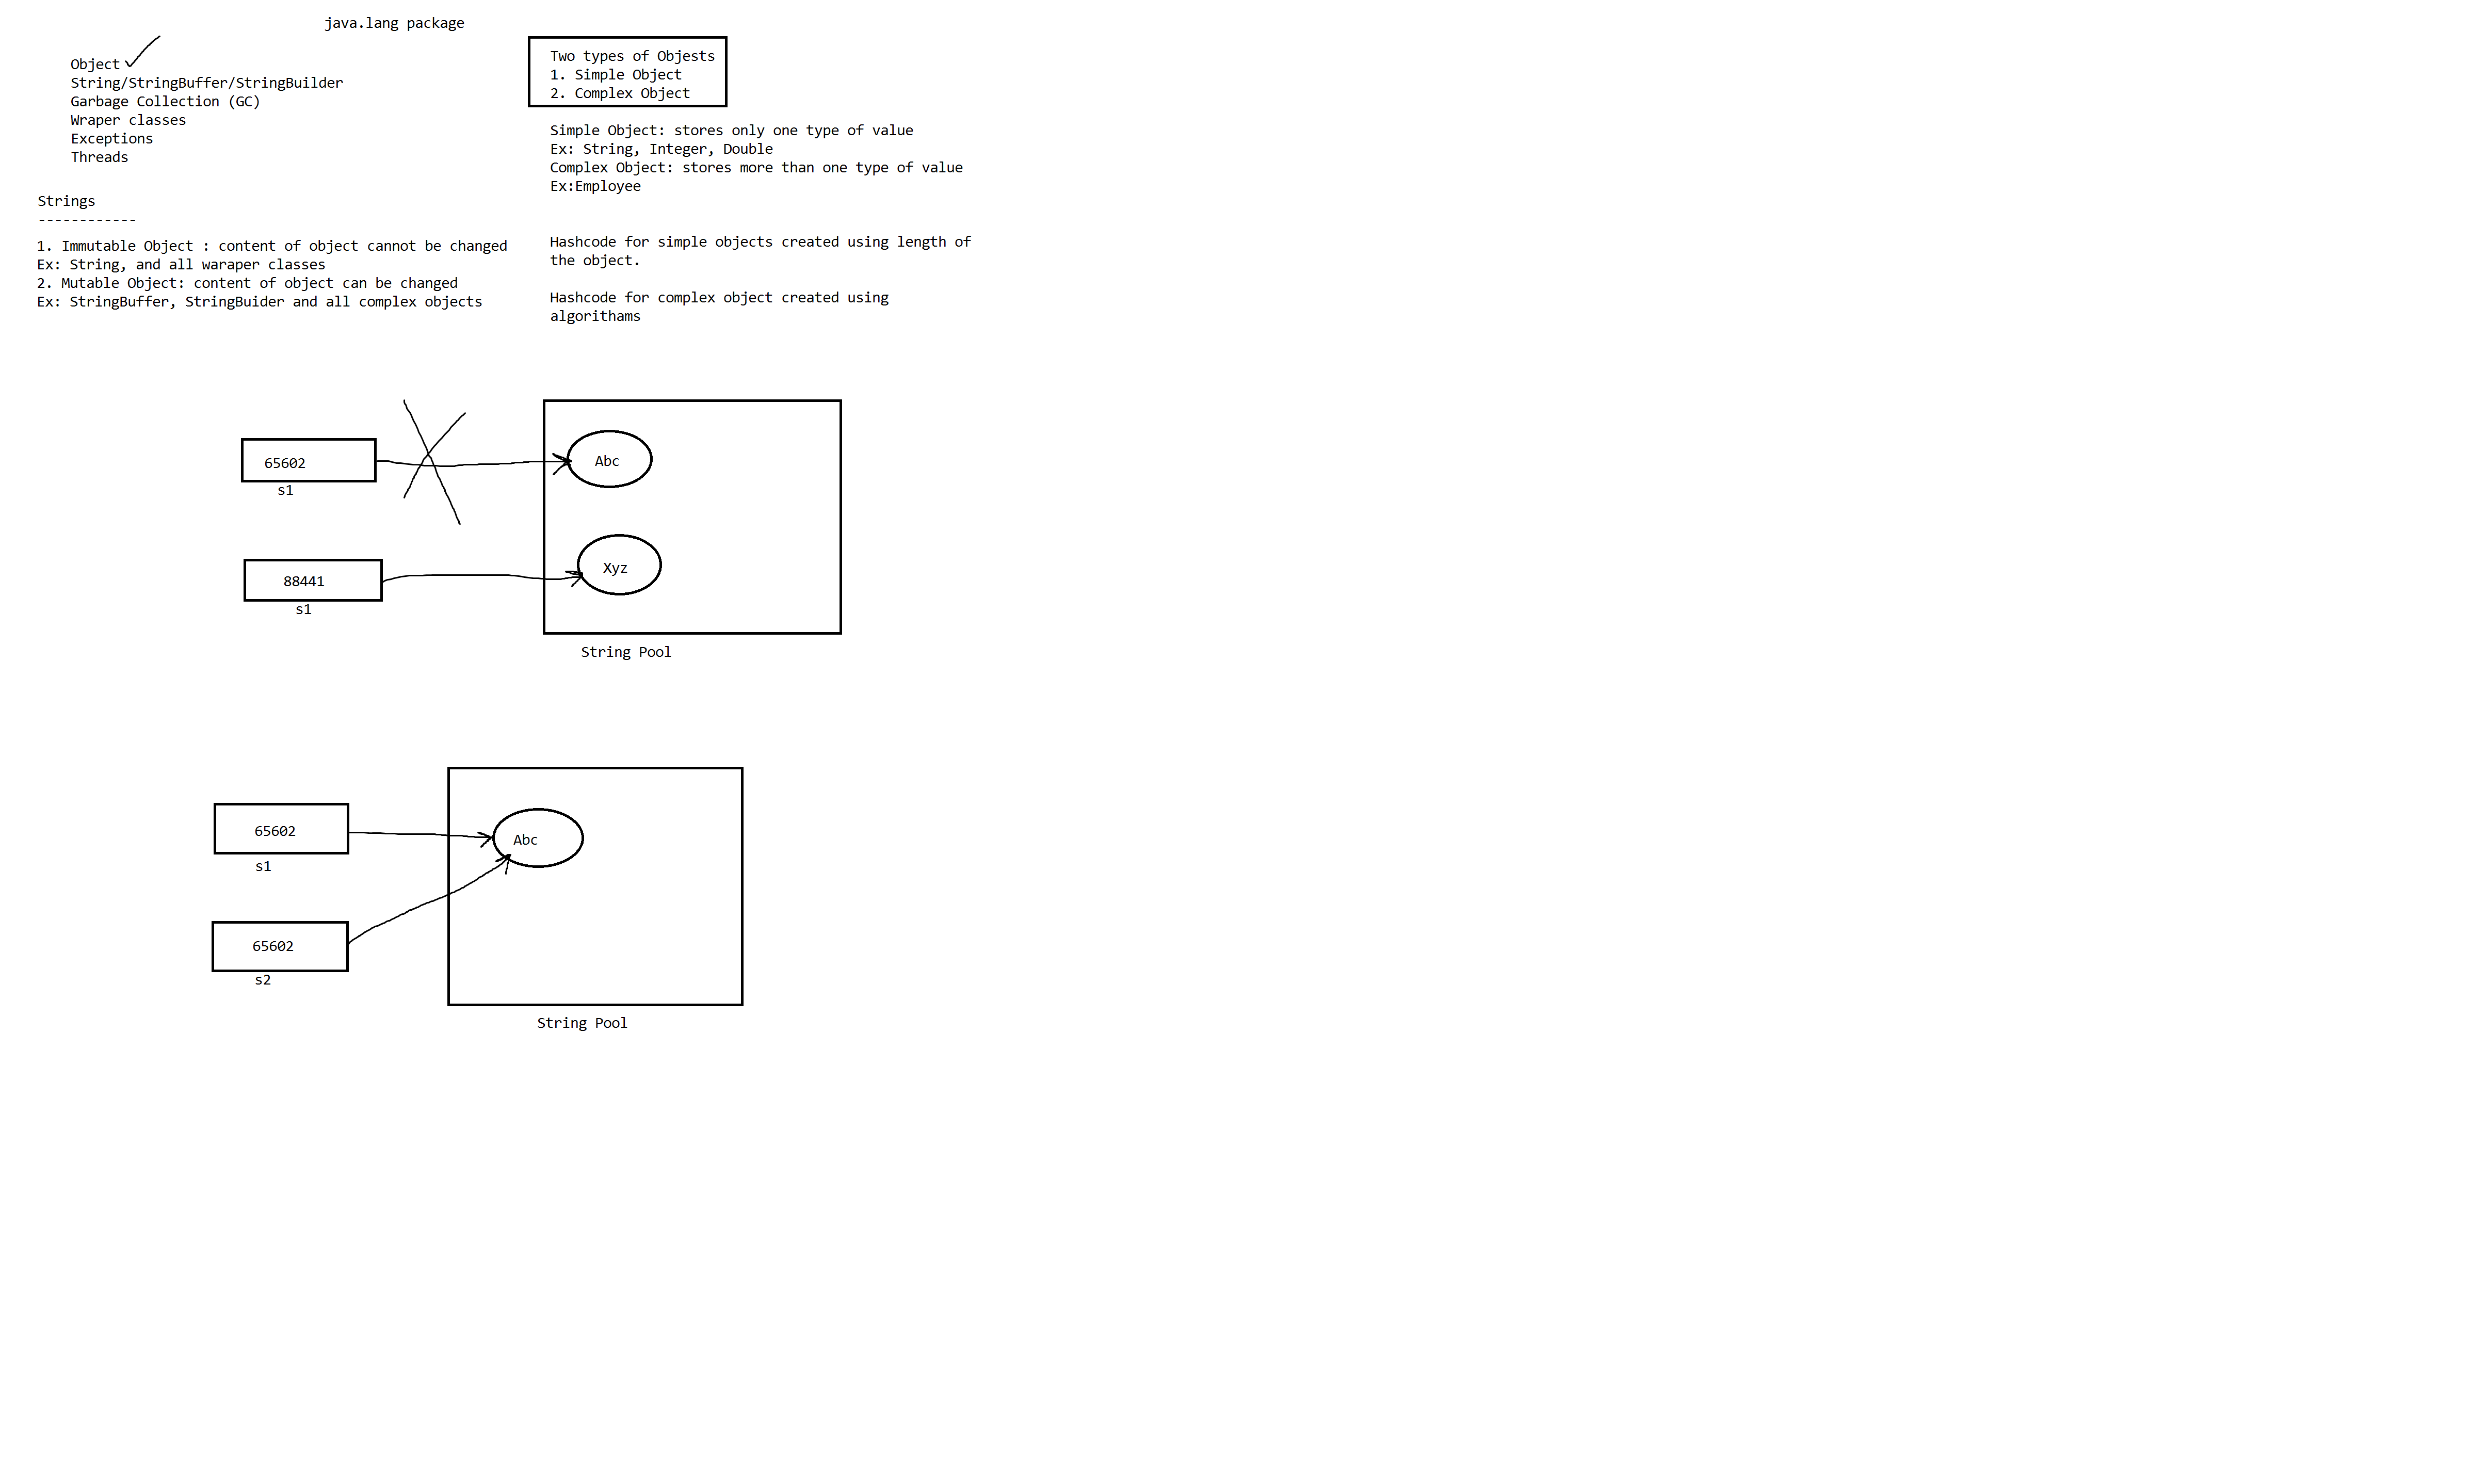 java.lang package
Object
String/StringBuffer/StringBuilder
Garbage Collection (GC)
Wraper classes
Exceptions
Threads
Two types of Objests
1. Simple Object
2. Complex Object
Simple Object: stores only one type of value
Ex: String, Integer, Double
Complex Object: stores more than one type of value
Ex:Employee
Strings
------------
1. Immutable Object : content of object cannot be changed
Ex: String, and all waraper classes
2. Mutable Object: content of object can be changed
Ex: StringBuffer, StringBuider and all complex objects
Hashcode for simple objects created using length of
the object.
Hashcode for complex object created using
algorithams
65602
s1
Abc
88441
s1
Xyz
String Pool
65602
s1
Abc
65602
s2
String Pool